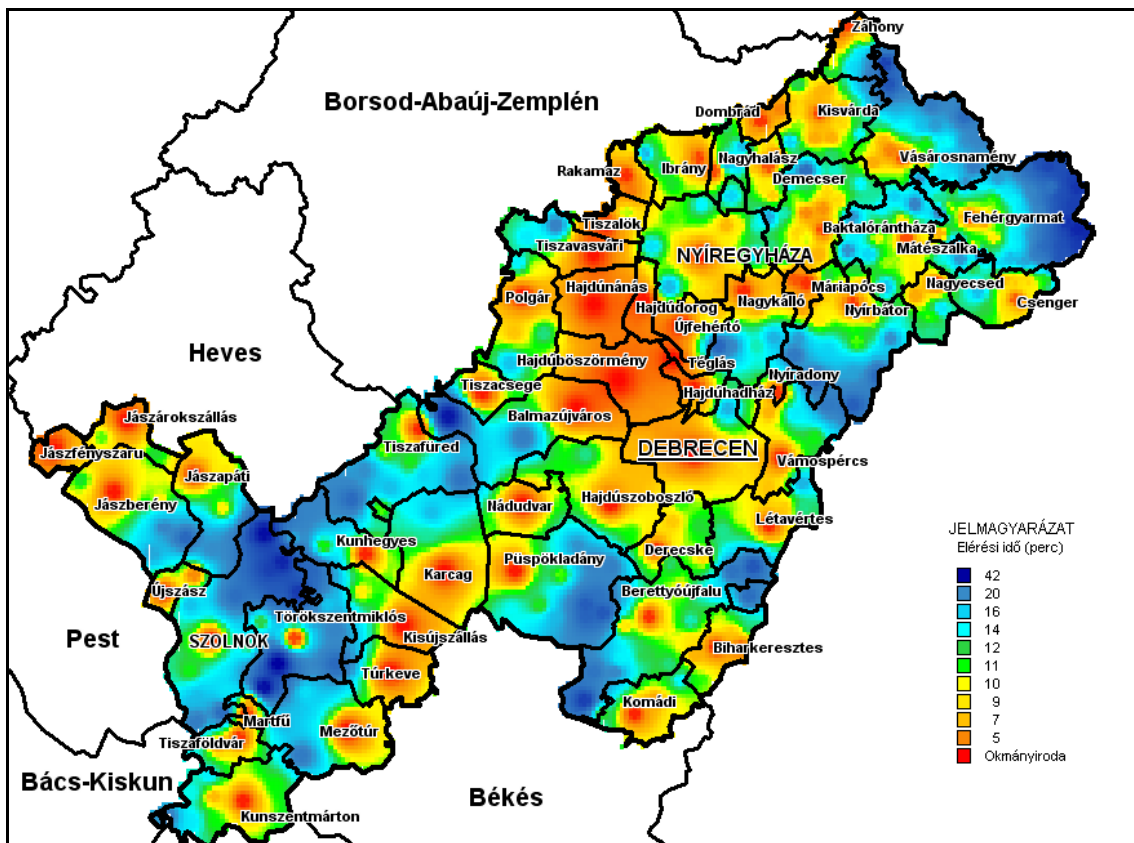 Záhony
Borsod-Abaúj-Zemplén
Dombrád
Kisvárda
Nagyhalász
Vásárosnamény
Rakamaz
Ibrány
Demecser
Tiszalök
Fehérgyarmat
Baktalórántháza
Tiszavasvári
Mátészalka
NYÍREGYHÁZA
Hajdúnánás
Máriapócs
Nagyecsed
Polgár
Hajdúdorog
Nagykálló
Csenger
Nyírbátor
Újfehértó
Heves
Hajdúböszörmény
Téglás
Nyíradony
Tiszacsege
Hajdúhadház
Jászárokszállás
Balmazújváros
Tiszafüred
Jászfényszaru
DEBRECEN
Vámospércs
Jászapáti
Jászberény
Nádudvar
Hajdúszoboszló
Létavértes
Kunhegyes
Derecske
Püspökladány
Karcag
Újszász
Berettyóújfalu
Törökszentmiklós
Pest
SZOLNOK
Kisújszállás
Biharkeresztes
Túrkeve
Komádi
Martfű
Mezőtúr
Tiszaföldvár
Bács-Kiskun
Békés
Kunszentmárton
JELMAGYARÁZAT
Elérési idő (perc)
42
20
16
14
12
11
10
9
7
5
Okmányiroda